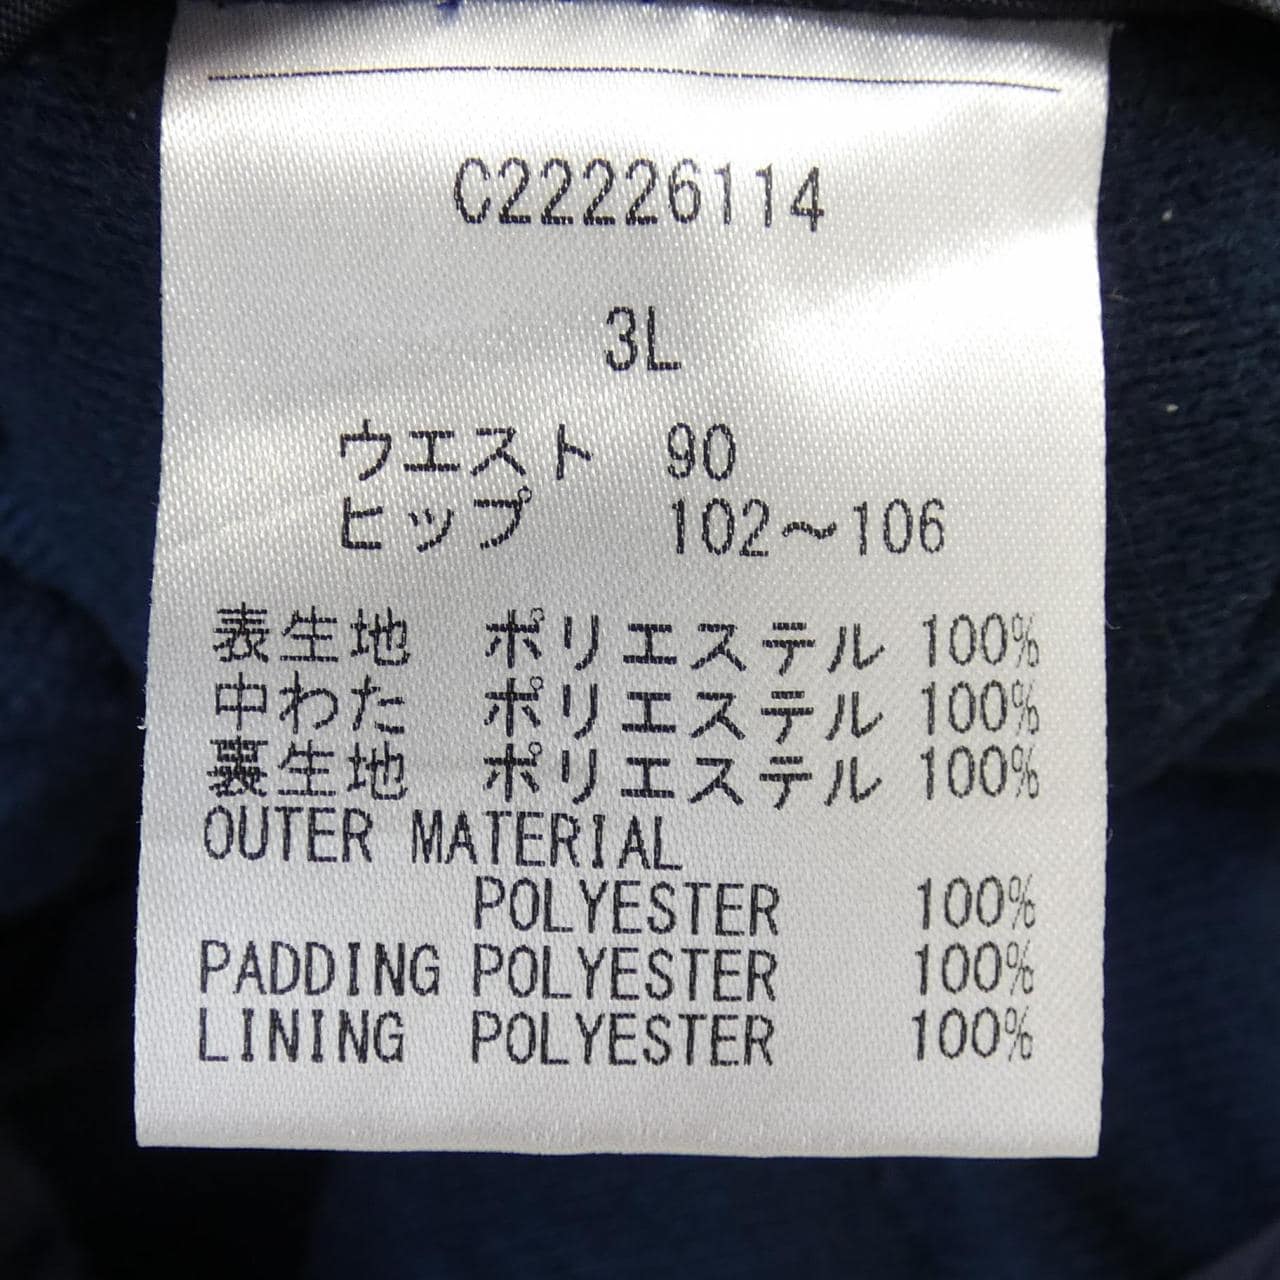 C22226114
3L
ウエスト 90
ヒップ 102～106
表生地 ポリエステル 100%
中わた ポリエステル 100%
裏生地 ポリエステル 100%
OUTER MATERIAL
POLYESTER 100%
PADDING POLYESTER 100%
LINING POLYESTER 100%